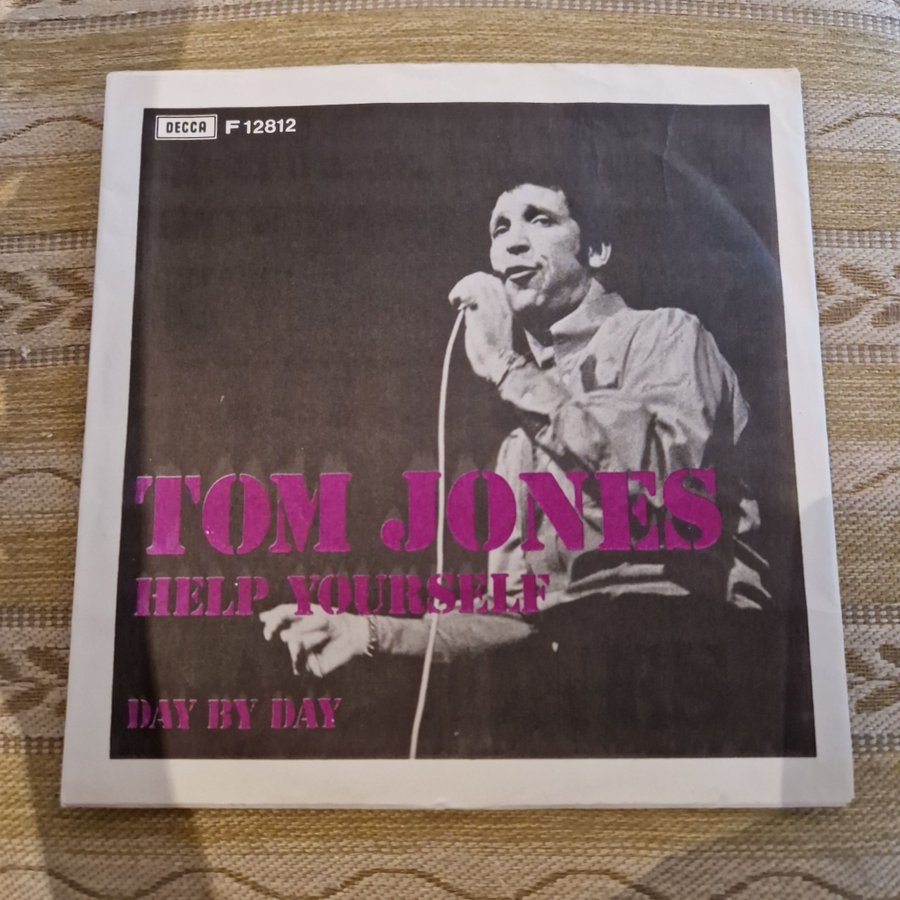 DECCA F 12812
TOM JONES
HELP YOURSELF
DAY BY DAY